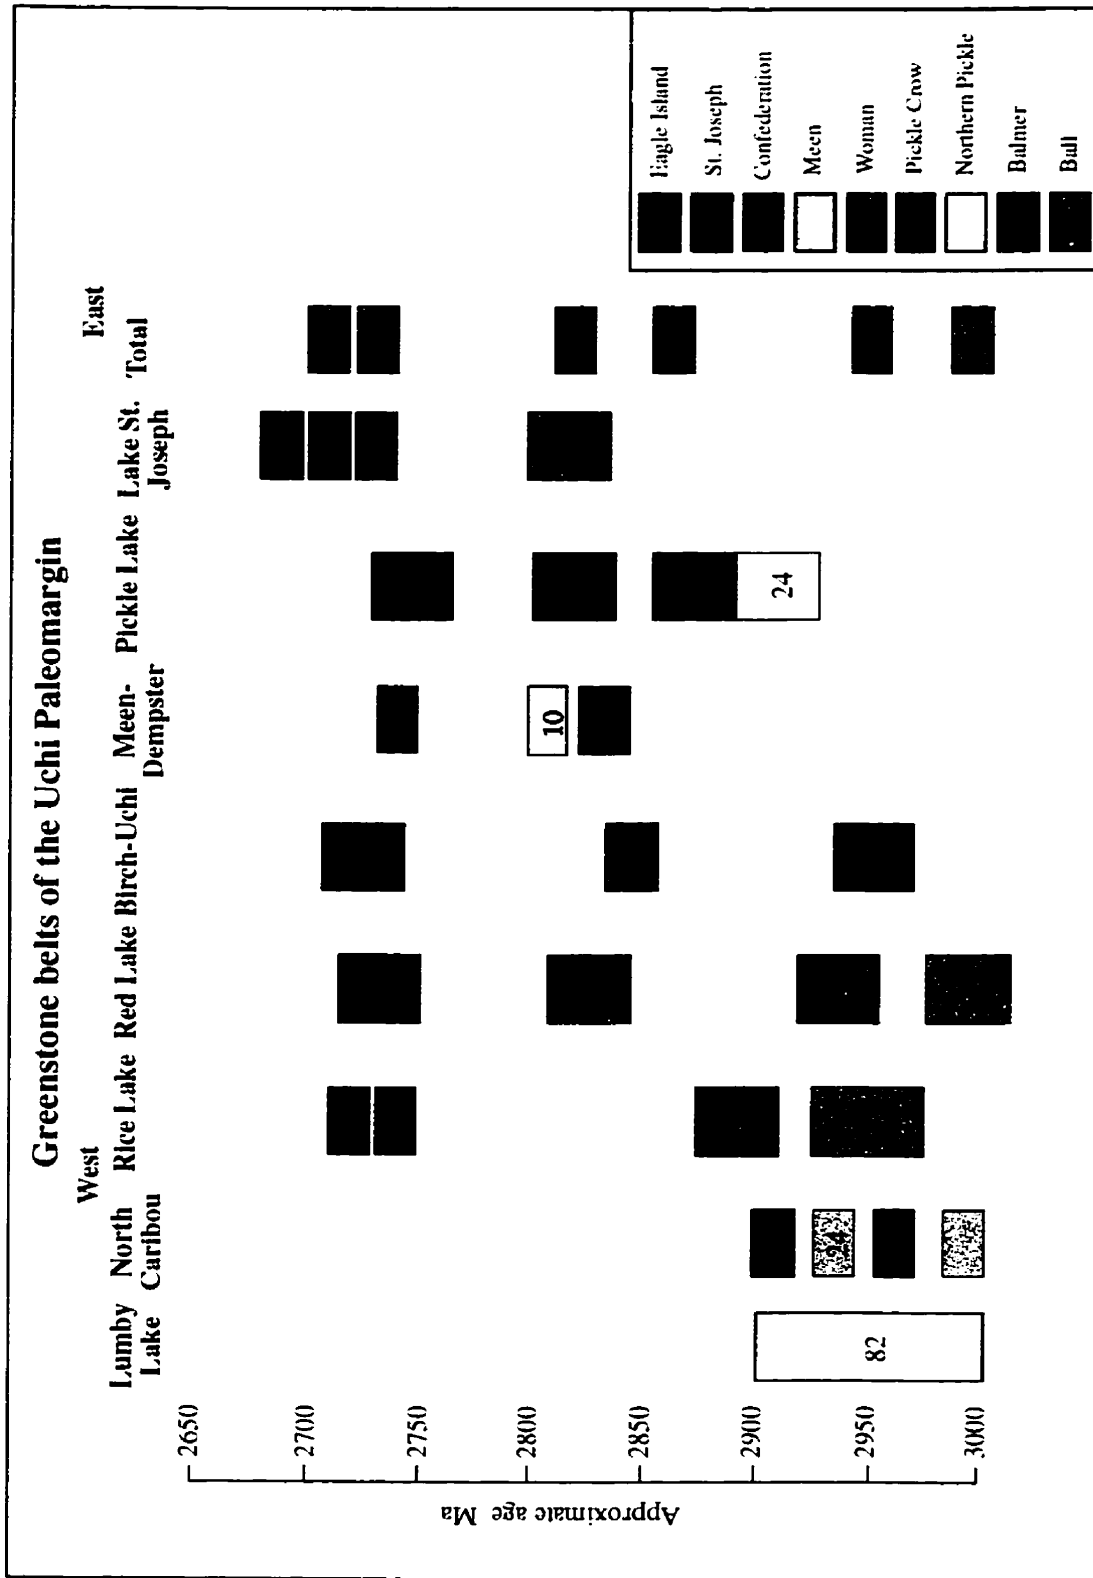 Greenstone belts of the Uchi Paleomargin
West
East
Lumby
Lake
North
Caribou
Rice Lake
Red Lake
Birch-Uchi
Meen-
Dempster
Pickle Lake
Lake St.
Joseph
Total
Approximate age Ma
2650
2700
2750
2800
2850
2900
2950
3000
82
24
10
24
Eagle Island
St. Joseph
Confederation
Meen
Woman
Pickle Crow
Northern Pickle
Balmer
Ball